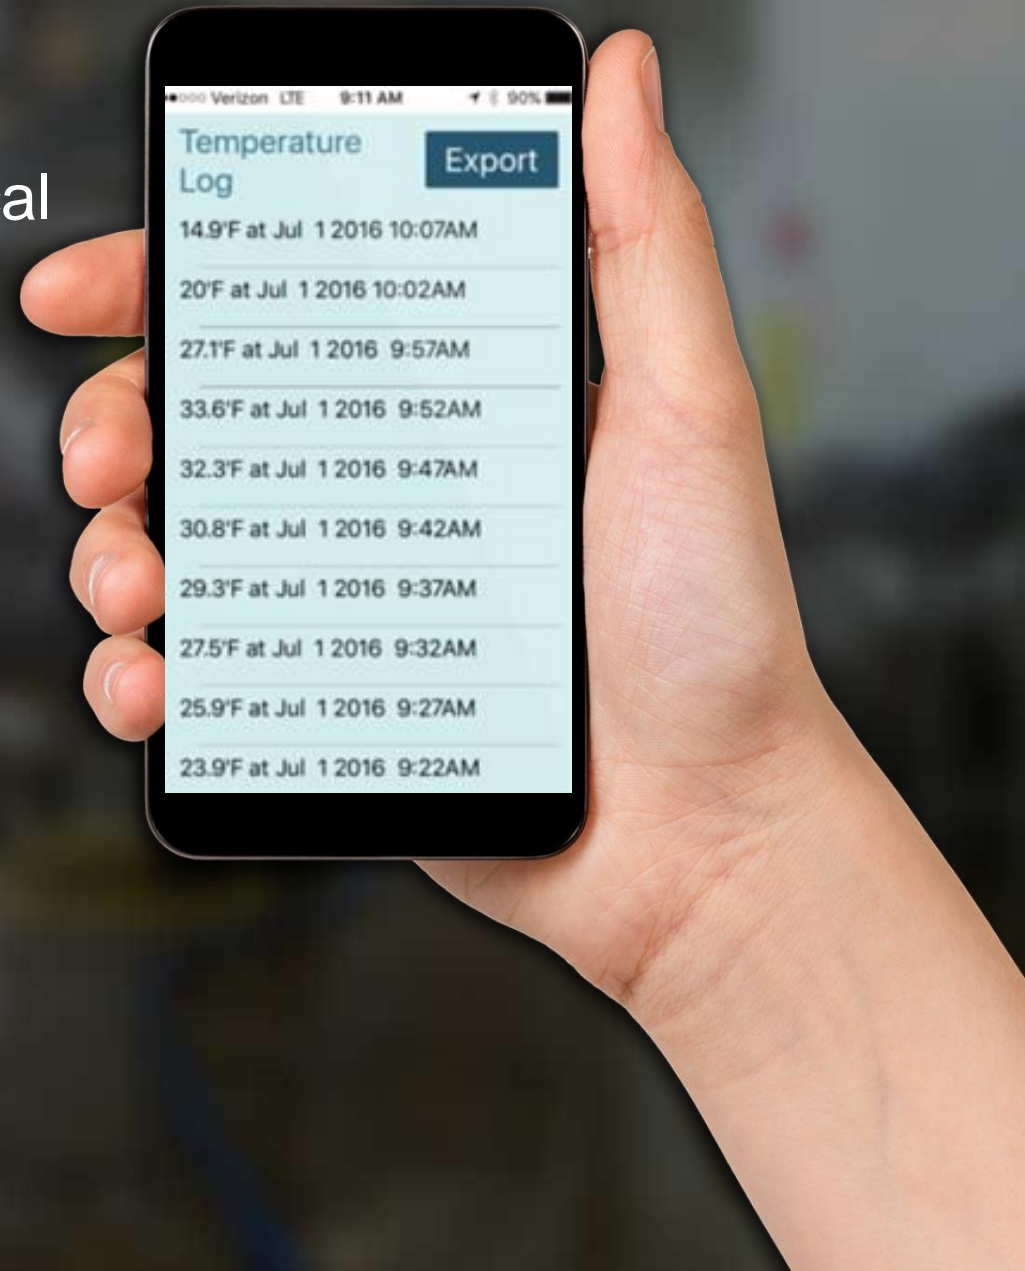 al
Verizon LTE 9:11 AM 90%
Temperature
Log
Export
14.9'F at Jul 1 2016 10:07AM
20'F at Jul 1 2016 10:02AM
27.1'F at Jul 1 2016 9:57AM
33.6'F at Jul 1 2016 9:52AM
32.3'F at Jul 1 2016 9:47AM
30.8'F at Jul 1 2016 9:42AM
29.3'F at Jul 1 2016 9:37AM
27.5'F at Jul 1 2016 9:32AM
25.9'F at Jul 1 2016 9:27AM
23.9'F at Jul 1 2016 9:22AM